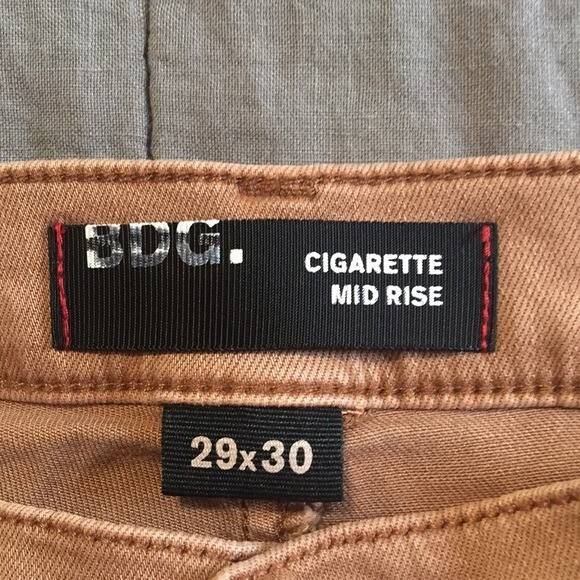 BDG.
CIGARETTE
MID RISE
29x30